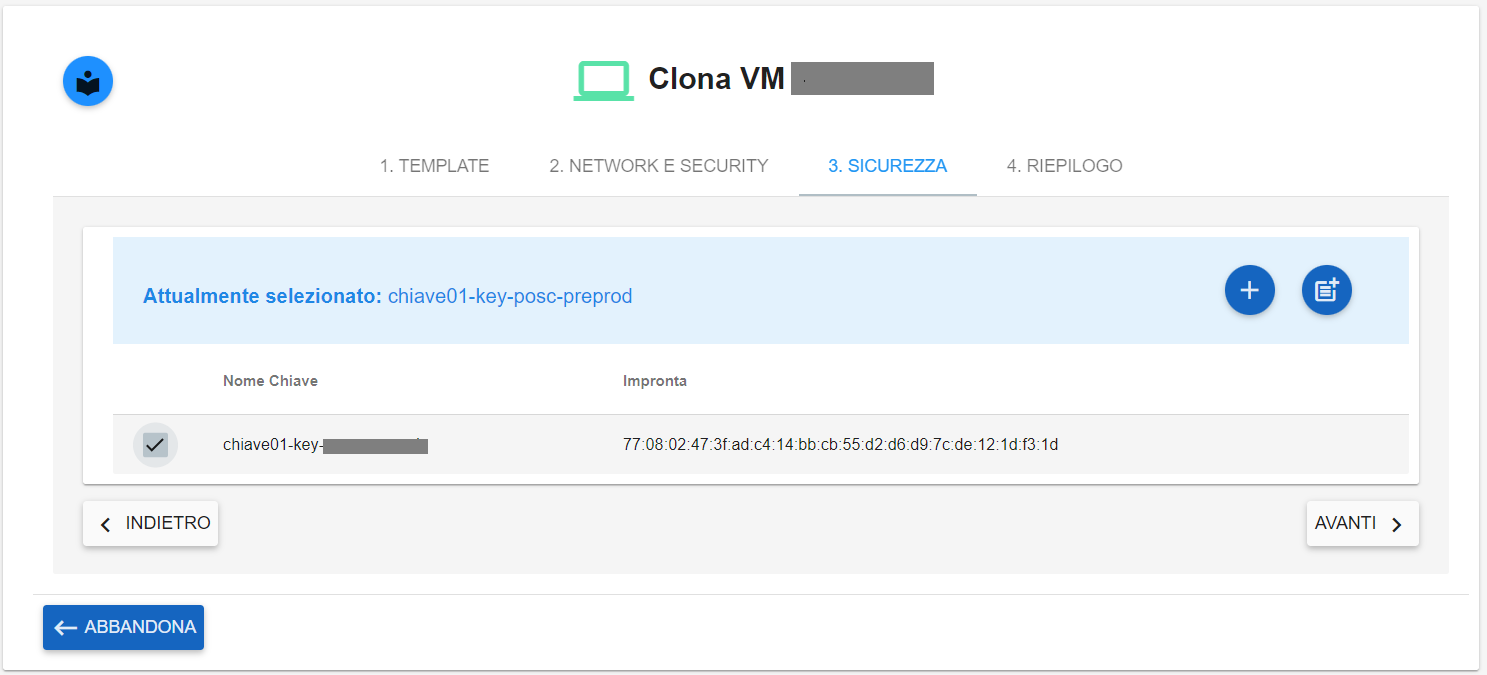 Clona VM
1. TEMPLATE 2. NETWORK E SECURITY 3. SICUREZZA 4. RIEPILOGO
Attualmente selezionato: chiave01-key-posc-preprod
Nome Chiave Impronta
chiave01-key- 77:08:02:47:3f:ad:c4:14:bb:cb:55:d2:d6:d9:7c:de:12:1d:f3:1d
INDIETRO AVANTI
ABBANDONA